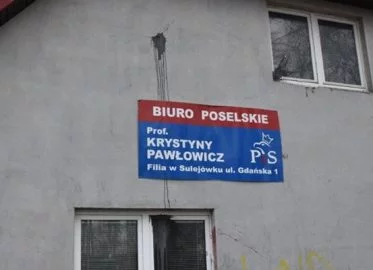 BIURO POSELSKIE
Prof.
KRYSTYNY
PAWŁOWICZ
PiS
Filia w Sulejówku ul. Gdańska 1